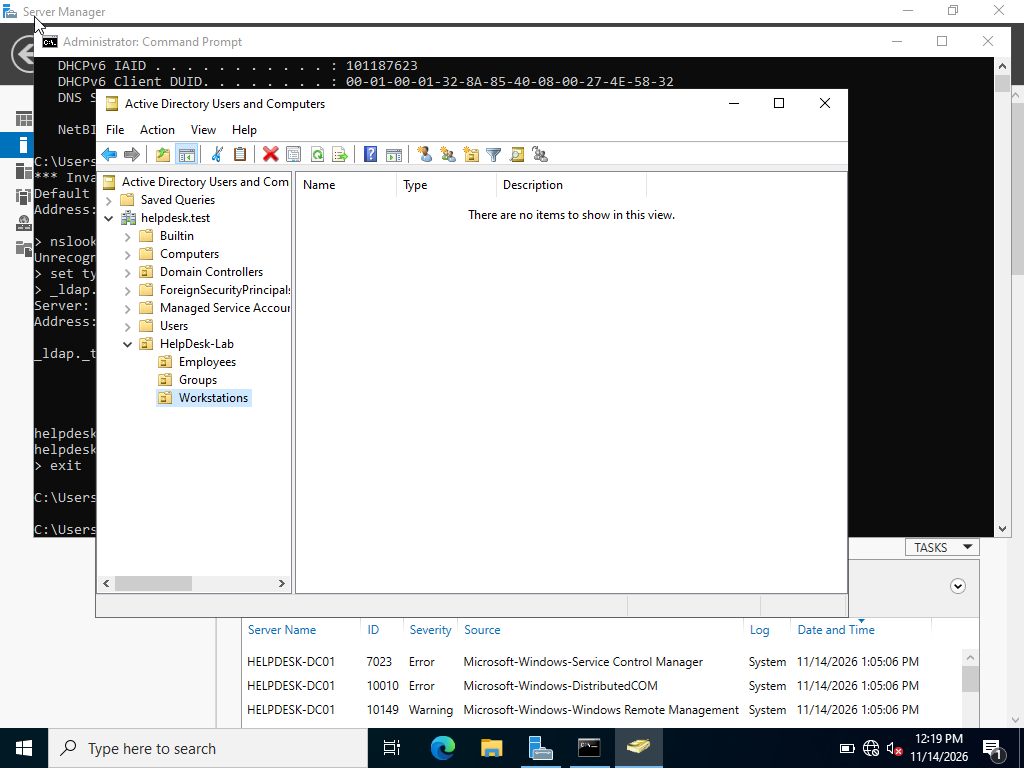 Server Manager
Administrator: Command Prompt
DHCPv6 IAID . . . . . . . . . . . : 101187623
DHCPv6 Client DUID. . . . . . . . : 00-01-00-01-32-8A-85-40-08-00-27-4E-58-32
DNS S
NetBI
C:\Users
*** Inva
Default
Address:
> nslook
Unrecogn
> set ty
> _ldap.
Server:
Address:
_ldap._t
helpdesk
helpdesk
> exit
C:\Users
C:\Users
Active Directory Users and Computers
File Action View Help
Active Directory Users and Com
Saved Queries
helpdesk.test
Builtin
Computers
Domain Controllers
ForeignSecurityPrincipals
Managed Service Accour
Users
HelpDesk-Lab
Employees
Groups
Workstations
Name Type Description
There are no items to show in this view.
TASKS
Server Name ID Severity Source Log Date and Time
HELPDESK-DC01 7023 Error Microsoft-Windows-Service Control Manager System 11/14/2026 1:05:06 PM
HELPDESK-DC01 10010 Error Microsoft-Windows-DistributedCOM System 11/14/2026 1:05:06 PM
HELPDESK-DC01 10149 Warning Microsoft-Windows-Windows Remote Management System 11/14/2026 1:05:06 PM
Type here to search
12:19 PM
11/14/2026
1